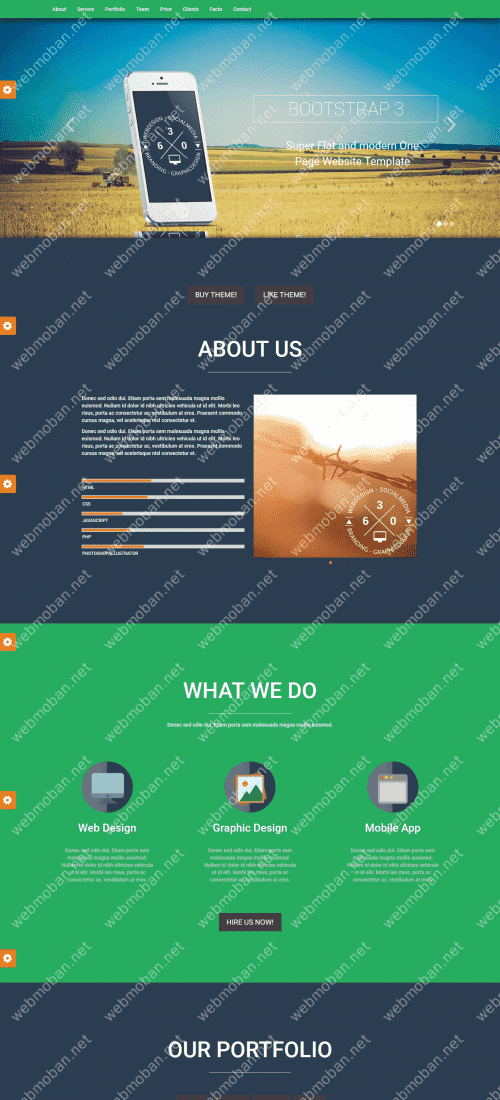 About Service Portfolio Team Price Clients Facts Contact
BOOTSTRAP 3
Super Flat and modern One
Page Website Template
WEBDESIGN - SOCIALMEDIA
3
6 0
BRANDING - GRAPHICDESIGN
BUY THEME! LIKE THEME!
ABOUT US
Donec sed odio dui. Etiam porta sem malesuada magna mollis
euismod. Nullam id dolor id nibh ultricies vehicula ut id elit. Morbi leo
risus, porta ac consectetur ac, vestibulum at eros. Praesent commodo
cursus magna, vel scelerisque nisl consectetur et.
Donec sed odio dui. Etiam porta sem malesuada magna mollis
euismod. Nullam id dolor id nibh ultricies vehicula ut id elit. Morbi leo
risus, porta ac consectetur ac, vestibulum at eros. Praesent commodo
cursus magna, vel scelerisque nisl consectetur et.
HTML
CSS
JAVASCRIPT
PHP
PHOTOSHOP/ILLUSTRATOR
WEBDESIGN - SOCIALMEDIA
3
6 0
BRANDING - GRAPHICDESIGN
WHAT WE DO
Donec sed odio dui. Etiam porta sem malesuada magna mollis euismod.
Web Design
Donec sed odio dui. Etiam porta sem
malesuada magna mollis euismod.
Nullam id dolor id nibh ultricies vehicula
ut id elit. Morbi leo risus, porta ac
consectetur ac, vestibulum at eros.
Graphic Design
Donec sed odio dui. Etiam porta sem
malesuada magna mollis euismod.
Nullam id dolor id nibh ultricies vehicula
ut id elit. Morbi leo risus, porta ac
consectetur ac, vestibulum at eros.
Mobile App
Donec sed odio dui. Etiam porta sem
malesuada magna mollis euismod.
Nullam id dolor id nibh ultricies vehicula
ut id elit. Morbi leo risus, porta ac
consectetur ac, vestibulum at eros.
HIRE US NOW!
OUR PORTFOLIO
webmoban.net